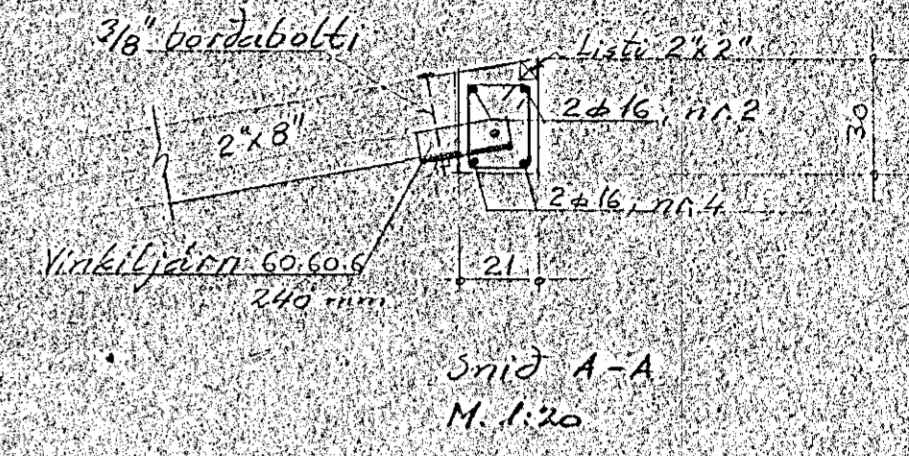 3/8" borðabolti
Listi 2"x2"
2ø16, nr.2
30
2"x8"
2ø16, nr.4
Vinkiljárn 60.60.6
240 mm
21
Snið A-A
M. 1:20